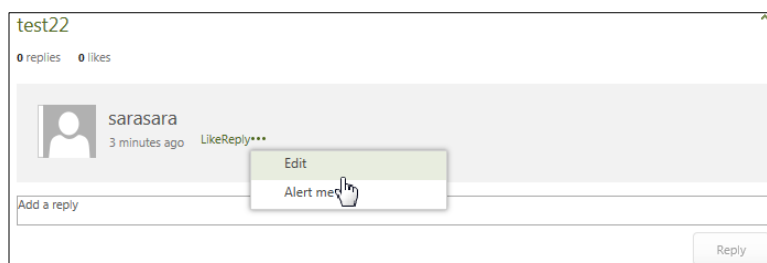 test22
0 replies 0 likes
sarasara
3 minutes ago LikeReply•••
Edit
Alert me
Add a reply
Reply